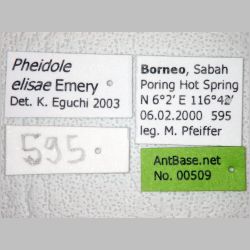 Pheidole
elisae Emery
Det. K. Eguchi 2003
595
Borneo, Sabah
Poring Hot Spring
N 6°2′ E 116°42′
06.02.2000 595
leg. M. Pfeiffer
AntBase.net
No. 00509